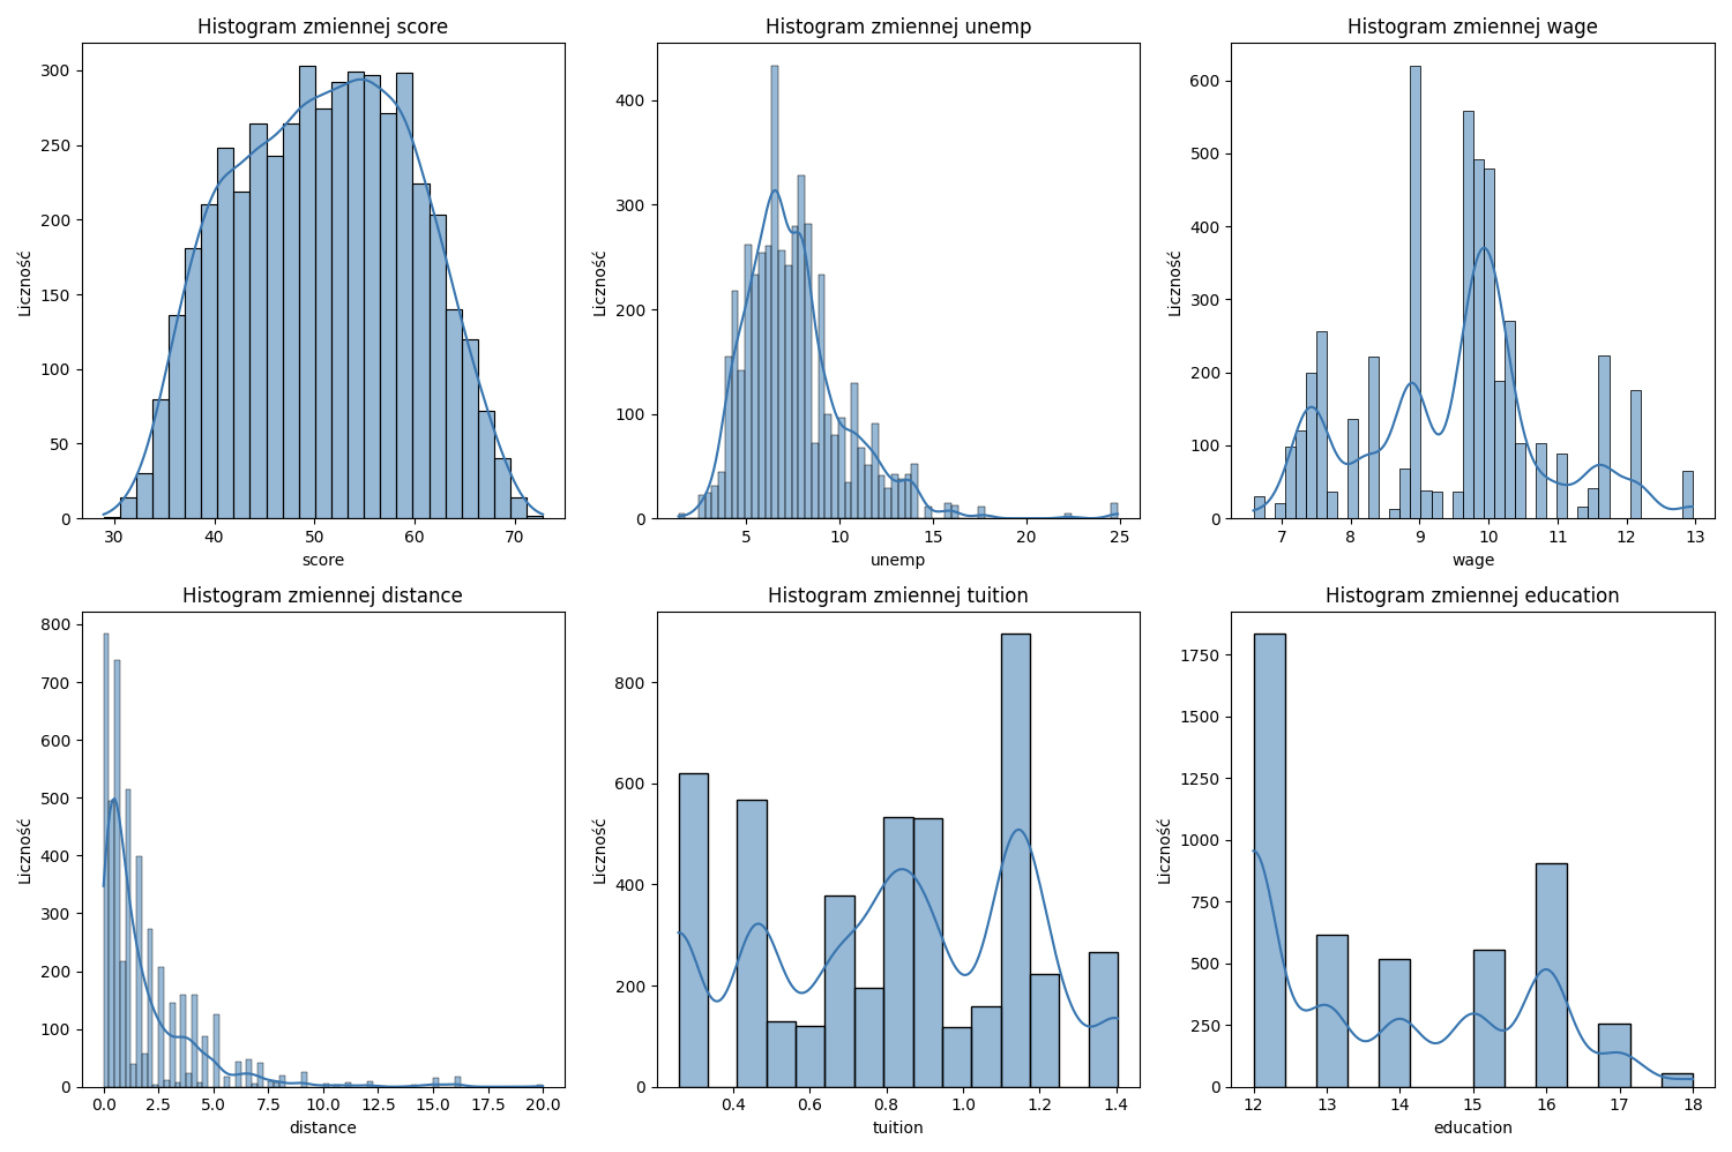 Histogram zmiennej score
300
250
200
150
100
50
0
Liczność
30 40 50 60 70
score
Histogram zmiennej unemp
400
300
200
100
0
Liczność
5 10 15 20 25
unemp
Histogram zmiennej wage
600
500
400
300
200
100
0
Liczność
7 8 9 10 11 12 13
wage
Histogram zmiennej distance
800
700
600
500
400
300
200
100
0
Liczność
0.0 2.5 5.0 7.5 10.0 12.5 15.0 17.5 20.0
distance
Histogram zmiennej tuition
800
600
400
200
0
Liczność
0.4 0.6 0.8 1.0 1.2 1.4
tuition
Histogram zmiennej education
1750
1500
1250
1000
750
500
250
0
Liczność
12 13 14 15 16 17 18
education